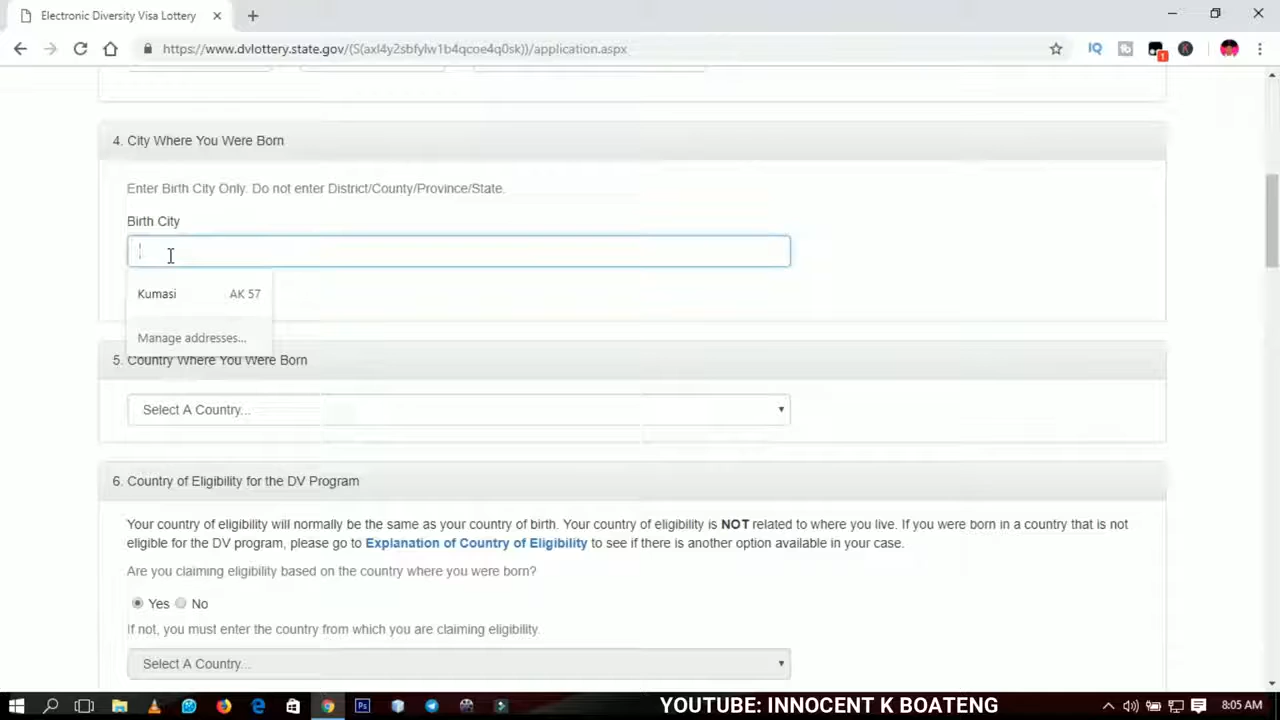 Electronic Diversity Visa Lottery
https://www.dvlottery.state.gov/(S(axl4y2sbfylw1b4qcoe4q0sk))/application.aspx
IQ
1
4. City Where You Were Born
Enter Birth City Only. Do not enter District/County/Province/State.
Birth City
Kumasi AK 57
Manage addresses...
5. Country Where You Were Born
Select A Country...
6. Country of Eligibility for the DV Program
Your country of eligibility will normally be the same as your country of birth. Your country of eligibility is NOT related to where you live. If you were born in a country that is not
eligible for the DV program, please go to Explanation of Country of Eligibility to see if there is another option available in your case.
Are you claiming eligibility based on the country where you were born?
Yes No
If not, you must enter the country from which you are claiming eligibility.
Select A Country...
Ps
YOUTUBE: INNOCENT K BOATENG
8:05 AM